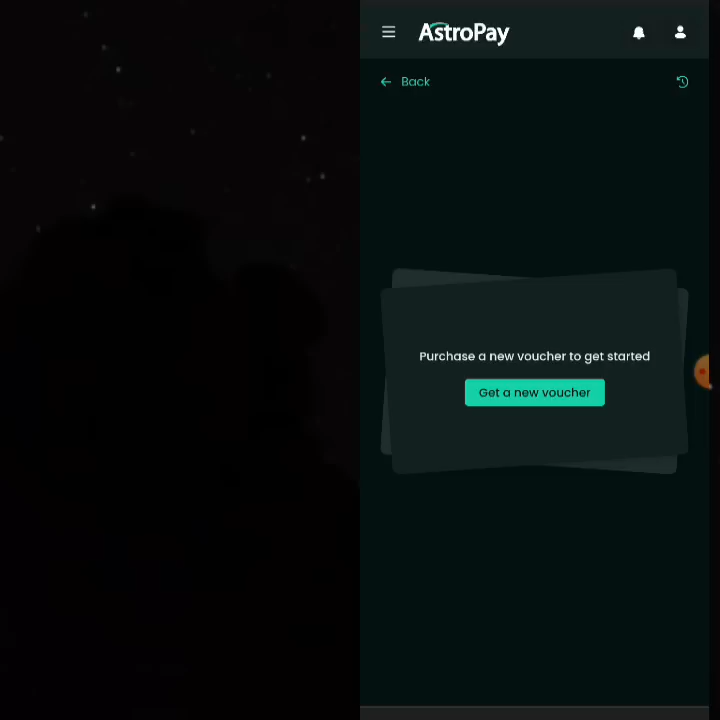 AstroPay
Back
Purchase a new voucher to get started
Get a new voucher